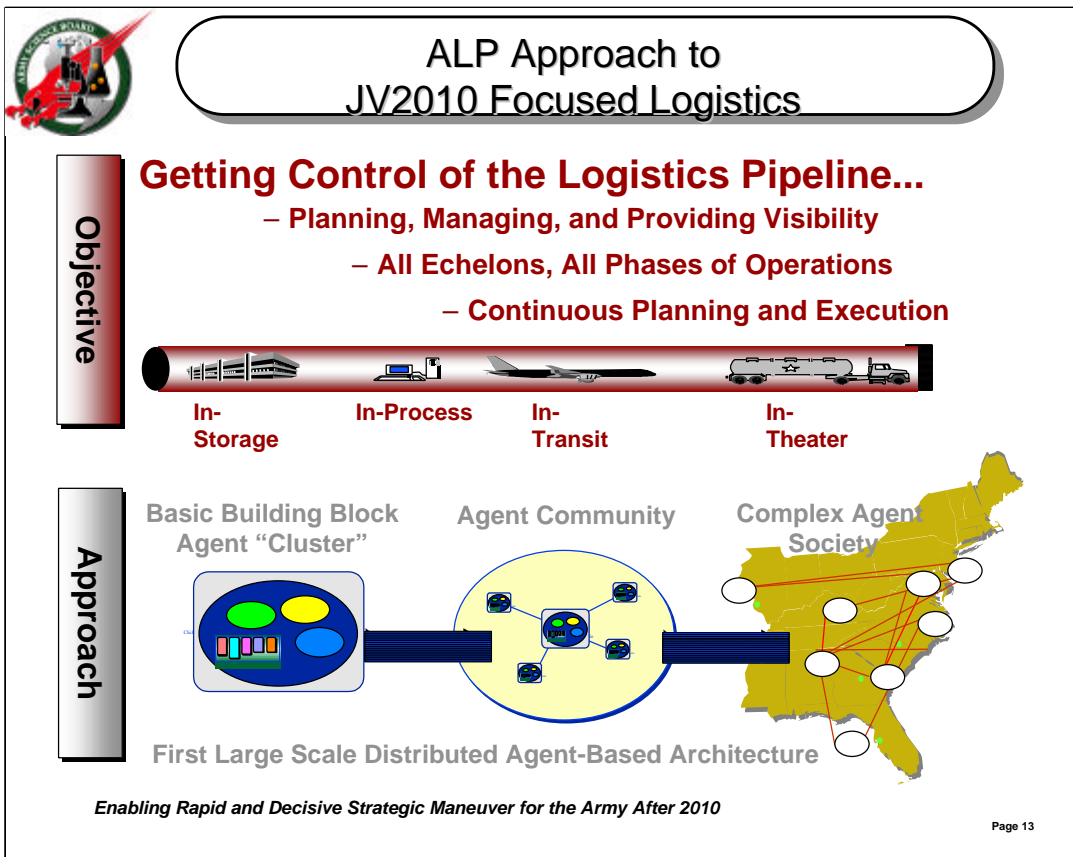 ARMY SCIENCE BOARD
ALP Approach to
JV2010 Focused Logistics
Objective
Getting Control of the Logistics Pipeline...
– Planning, Managing, and Providing Visibility
– All Echelons, All Phases of Operations
– Continuous Planning and Execution
In-
Storage
In-Process
In-
Transit
In-
Theater
Approach
Basic Building Block
Agent “Cluster”
Agent Community
Complex Agent
Society
First Large Scale Distributed Agent-Based Architecture
Enabling Rapid and Decisive Strategic Maneuver for the Army After 2010
Page 13